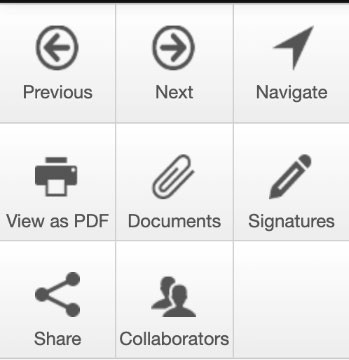 Previous
Next
Navigate
View as PDF
Documents
Signatures
Share
Collaborators